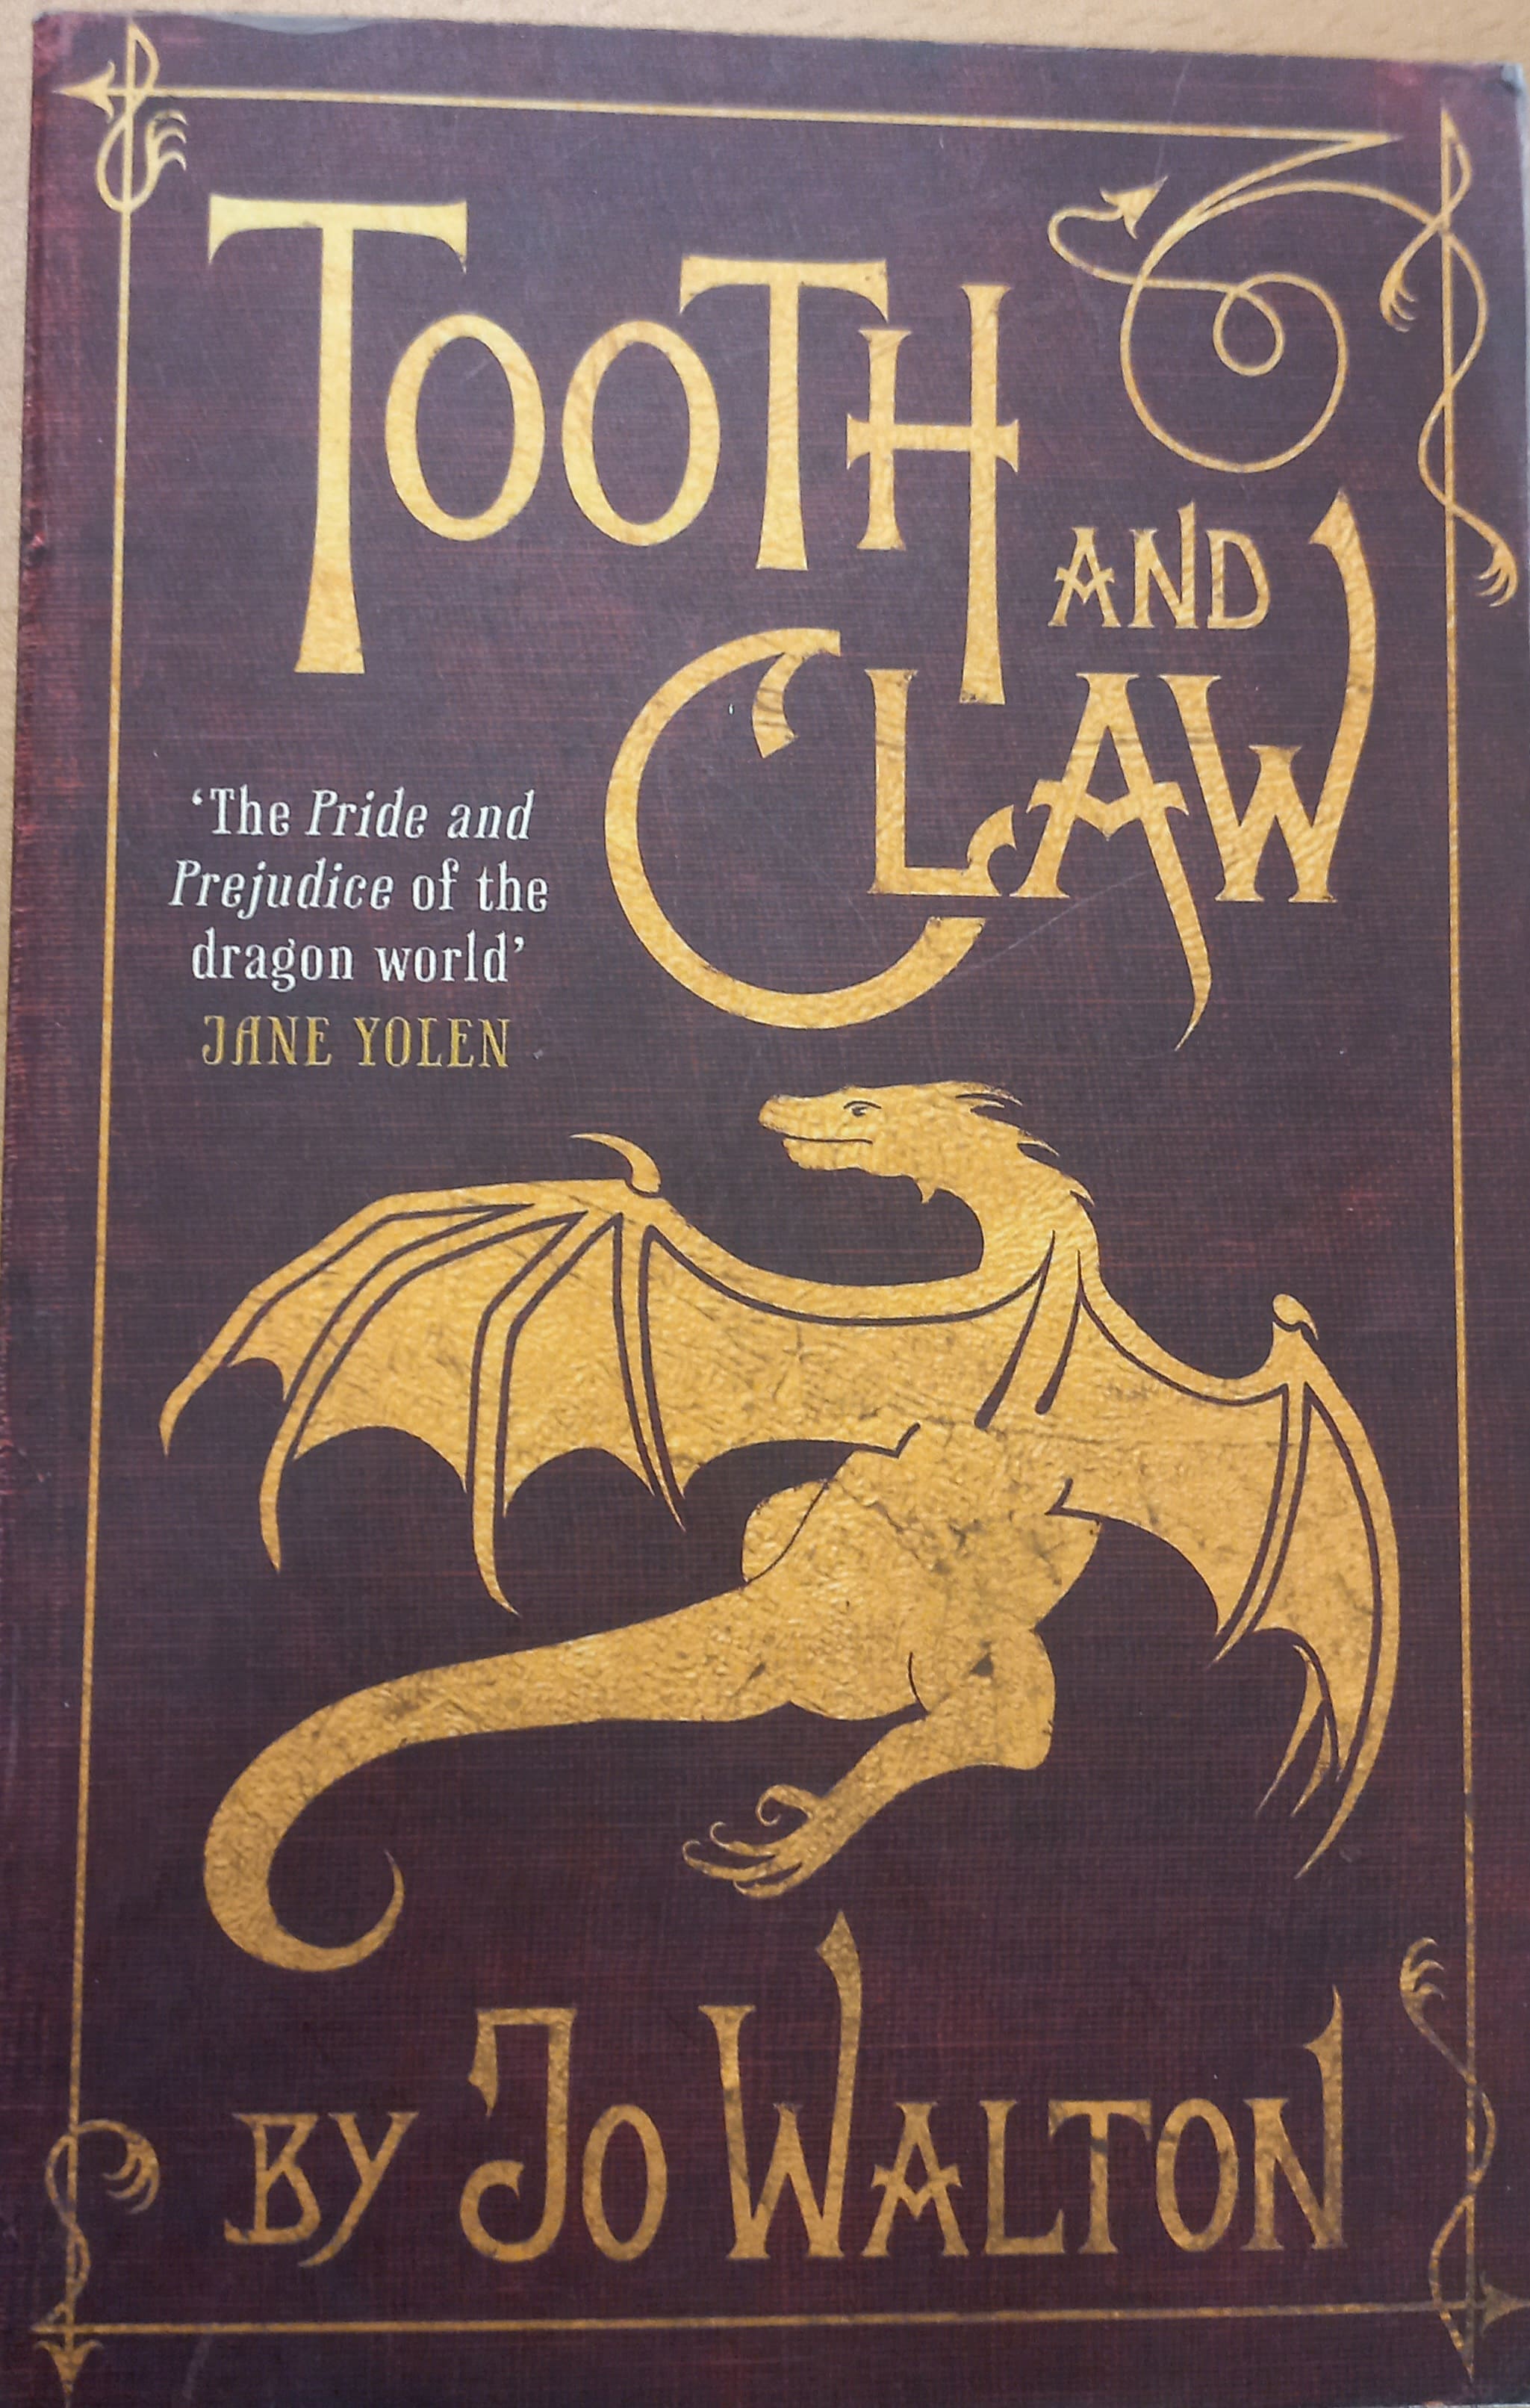 TOOTH
AND
CLAW
‘The Pride and
Prejudice of the
dragon world’
JANE YOLEN
BY JO WALTON